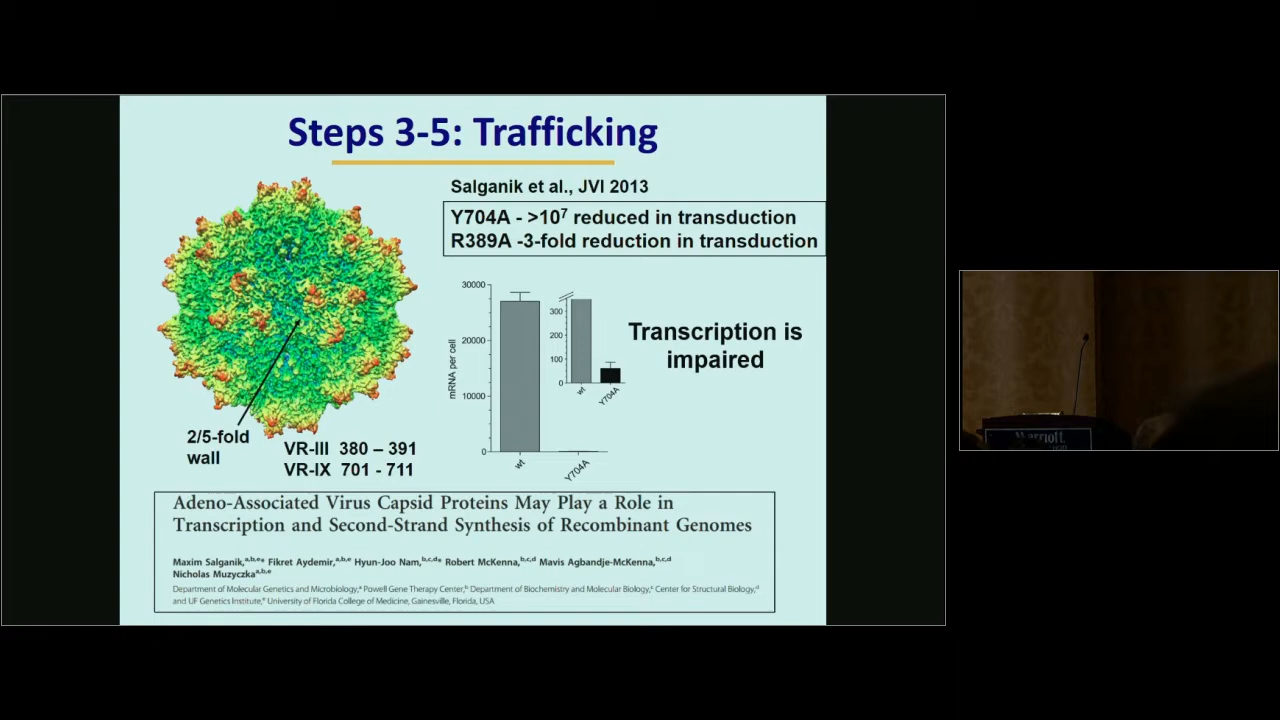 Steps 3-5: Trafficking
Salganik et al., JVI 2013
Y704A - >10⁷ reduced in transduction
R389A -3-fold reduction in transduction
30000
20000
10000
0
mRNA per cell
wt
Y704A
300
200
100
0
wt
Y704A
Transcription is
impaired
2/5-fold
wall
VR-III 380 – 391
VR-IX 701 - 711
Adeno-Associated Virus Capsid Proteins May Play a Role in
Transcription and Second-Strand Synthesis of Recombinant Genomes
Maxim Salganik,a,b,e* Fikret Aydemir,a,b,e Hyun-Joo Nam,b,c,d* Robert McKenna,b,c,d Mavis Agbandje-McKenna,b,c,d
Nicholas Muzyczkaa,b,e
Department of Molecular Genetics and Microbiology,a Powell Gene Therapy Center,b Department of Biochemistry and Molecular Biology,c Center for Structural Biology,d
and UF Genetics Institute,e University of Florida College of Medicine, Gainesville, Florida, USA
Marriott